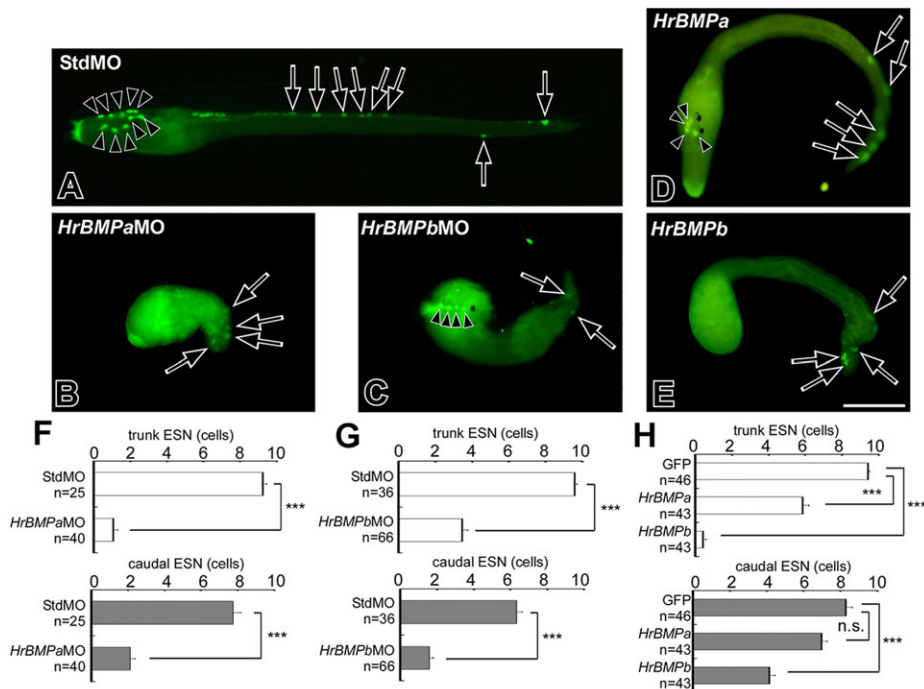 StdMO
A
HrBMPaMO
B
HrBMPbMO
C
HrBMPa
D
HrBMPb
E
F
trunk ESN (cells)
0 2 4 6 8 10
StdMO
n=25
HrBMPaMO
n=40
***
caudal ESN (cells)
0 2 4 6 8 10
StdMO
n=25
HrBMPaMO
n=40
***
G
trunk ESN (cells)
0 2 4 6 8 10
StdMO
n=36
HrBMPbMO
n=66
***
caudal ESN (cells)
0 2 4 6 8 10
StdMO
n=36
HrBMPbMO
n=66
***
H
trunk ESN (cells)
0 2 4 6 8 10
GFP
n=46
HrBMPa
n=43
HrBMPb
n=43
***
***
caudal ESN (cells)
0 2 4 6 8 10
GFP
n=46
HrBMPa
n=43
HrBMPb
n=43
n.s.
***